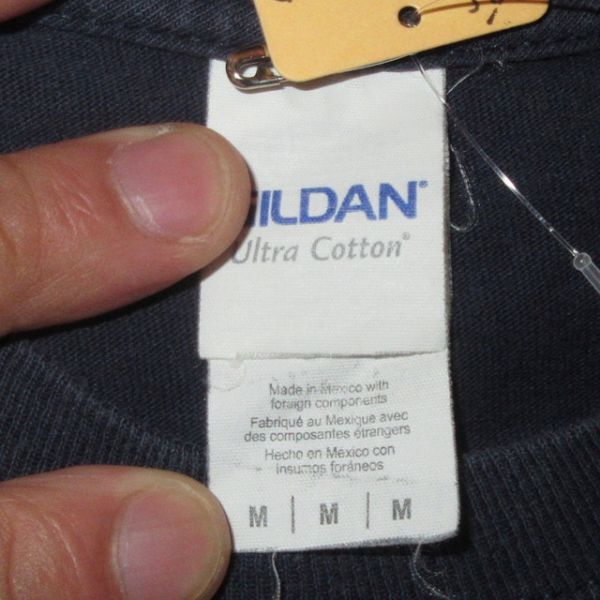 ILDAN®
Ultra Cotton®
Made in Mexico with
foreign components
Fabriqué au Mexique avec
des composantes étrangers
Hecho en México con
insumos foráneos
M | M | M